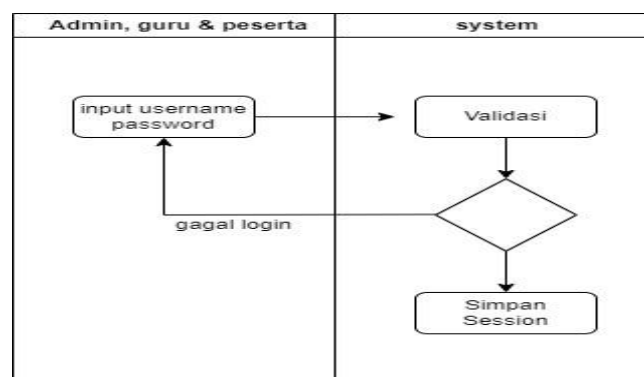 Admin, guru & peserta
system
input username
password
Validasi
gagal login
Simpan
Session